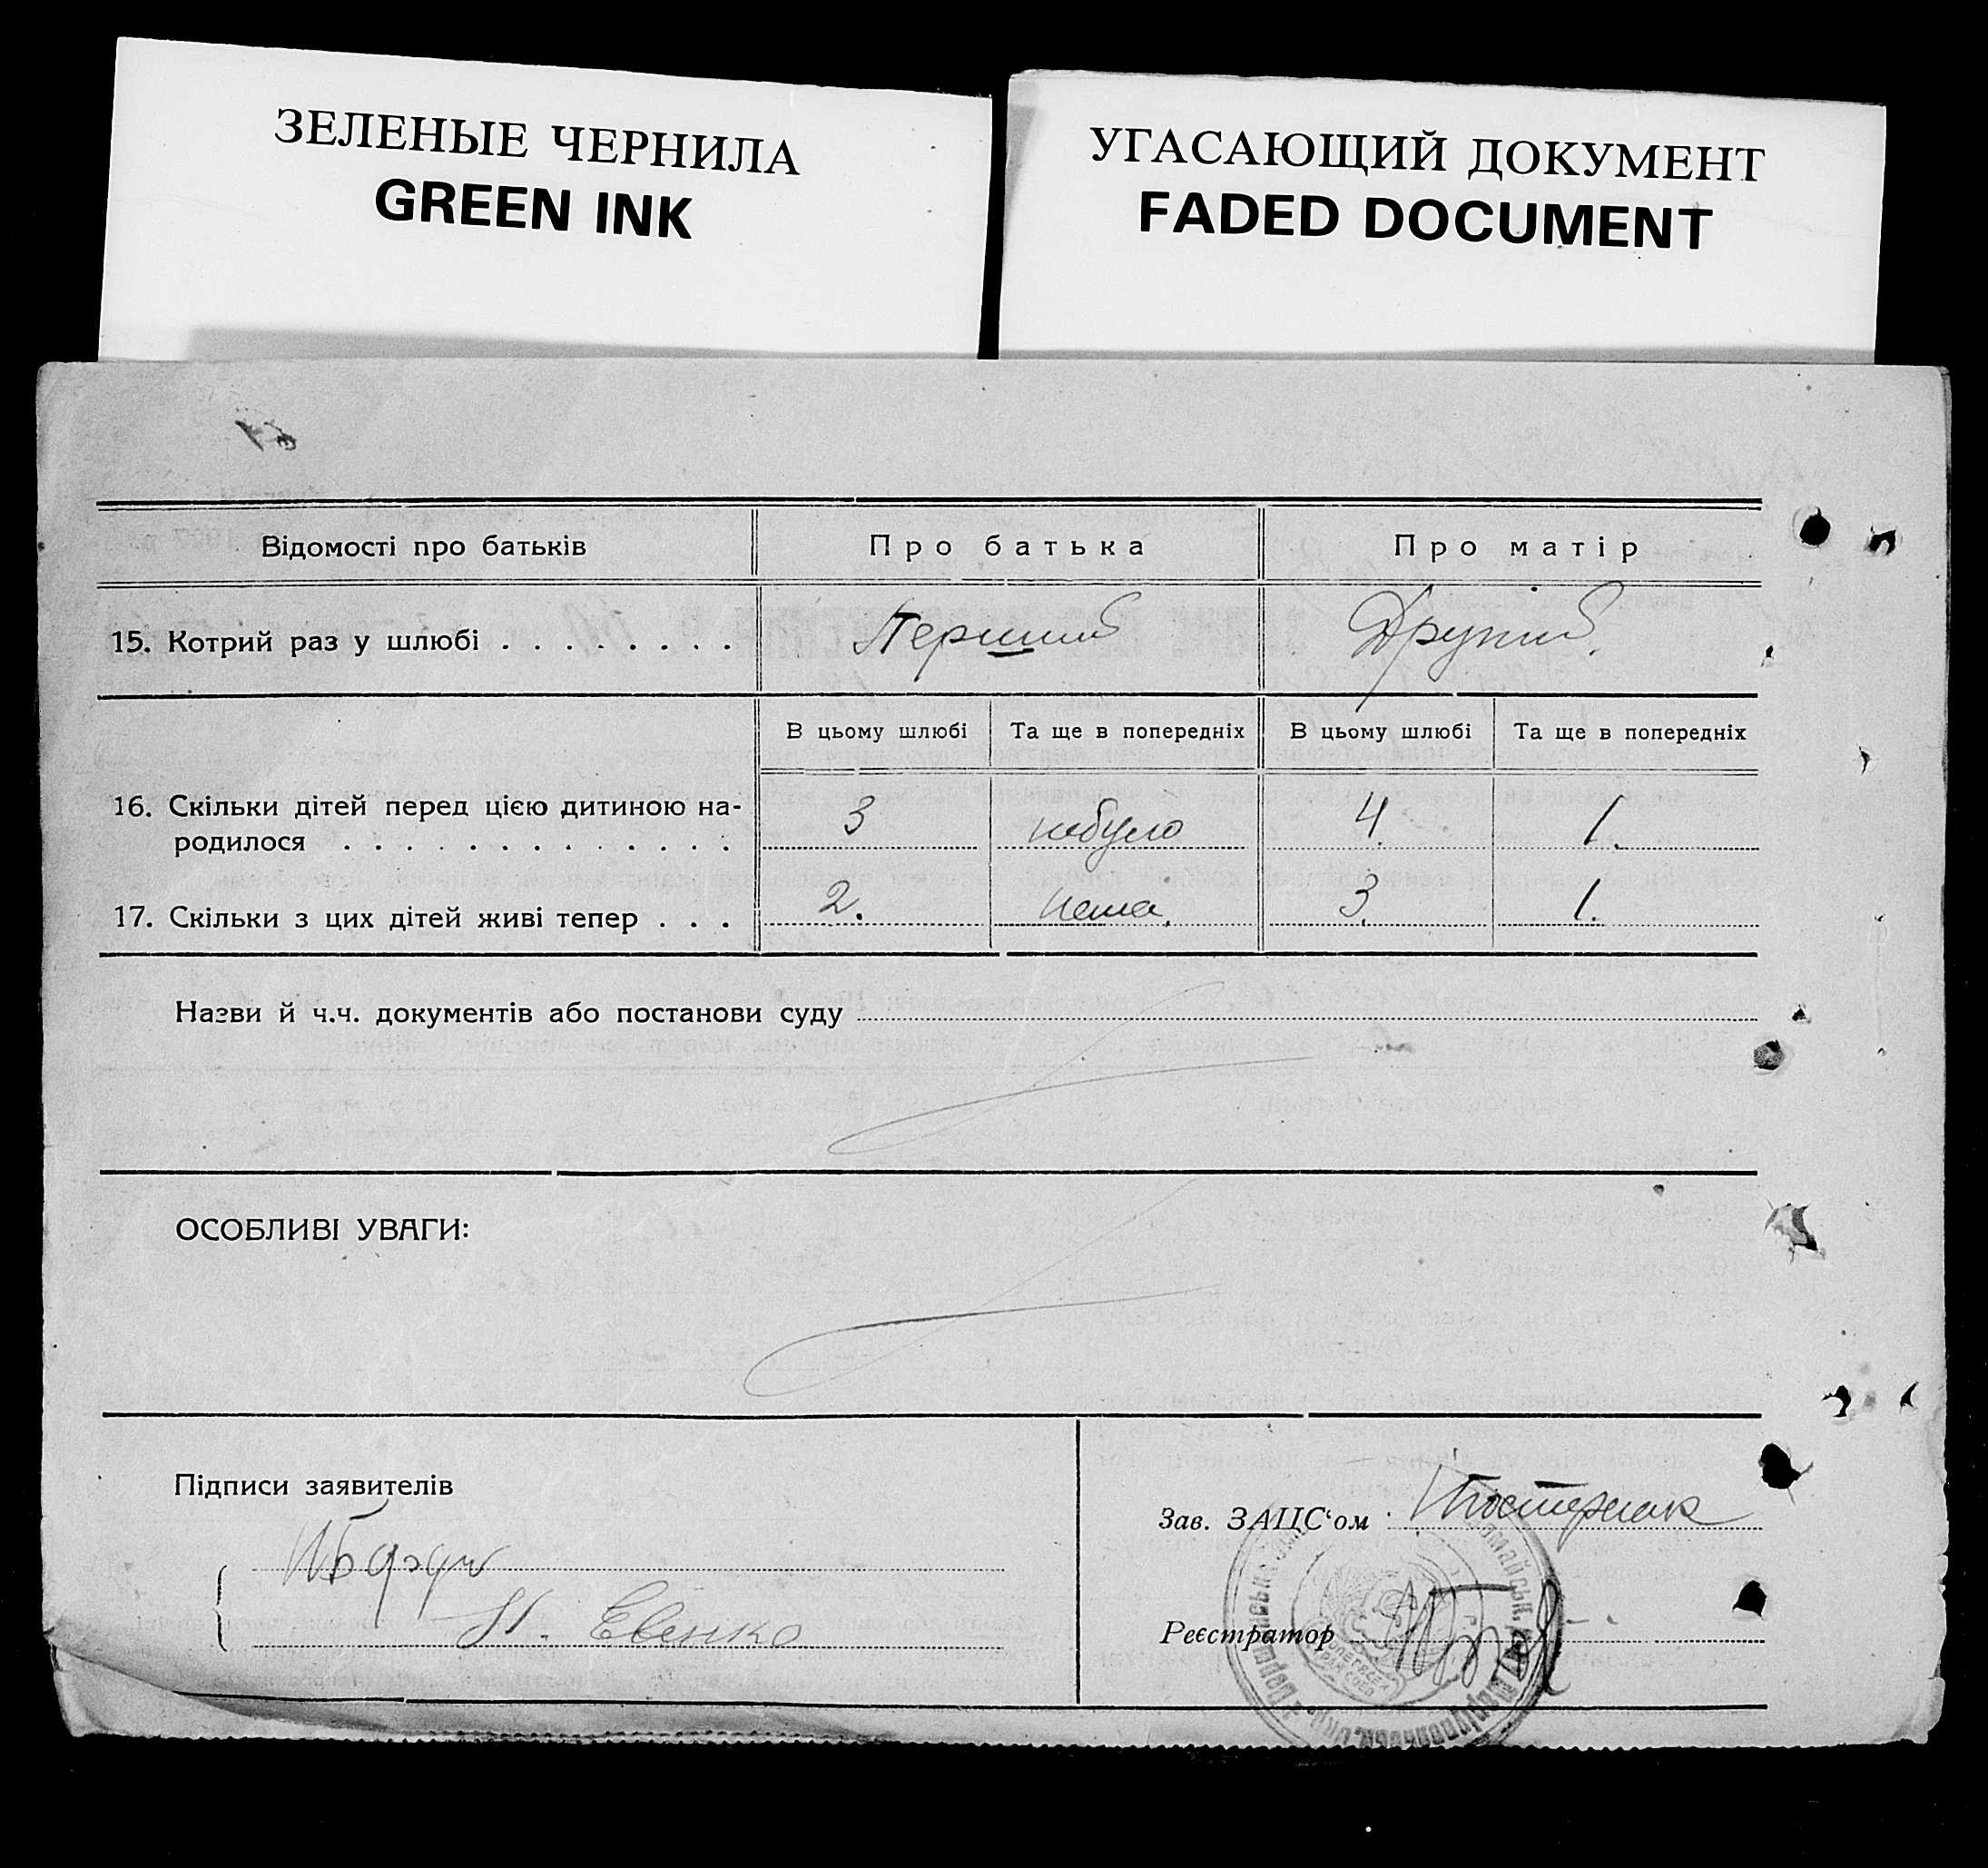 ЗЕЛЕНЫЕ ЧЕРНИЛА
GREEN INK
УГАСАЮЩИЙ ДОКУМЕНТ
FADED DOCUMENT
Відомості про батьків Про батька Про матір
15. Котрий раз у шлюбі . . . . . . . . Перший Другий.
В цьому шлюбі Та ще в попередніх В цьому шлюбі Та ще в попередніх
16. Скільки дітей перед цією дитиною на-
родилося . . . . . . . . . . . . . 3 небуло 4. 1.
17. Скільки з цих дітей живі тепер . . . 2. нема. 3. 1.
Назви й ч.ч. документів або постанови суду
ОСОБЛИВІ УВАГИ:
Підписи заявителів
Євенко
Зав. ЗАЦС‘ом Пастернак
Реєстратор